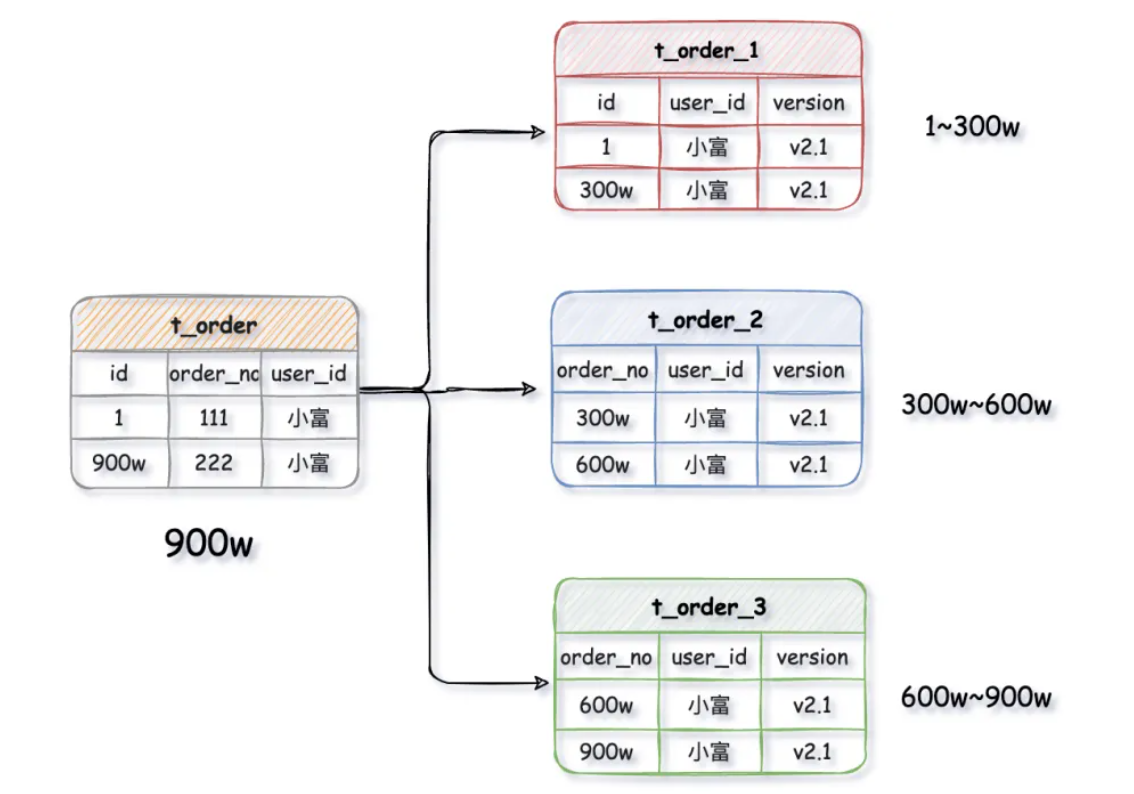 t_order
id order_no user_id
1 111 小富
900w 222 小富
900w
t_order_1
id user_id version
1 小富 v2.1
300w 小富 v2.1
1~300w
t_order_2
order_no user_id version
300w 小富 v2.1
600w 小富 v2.1
300w~600w
t_order_3
order_no user_id version
600w 小富 v2.1
900w 小富 v2.1
600w~900w